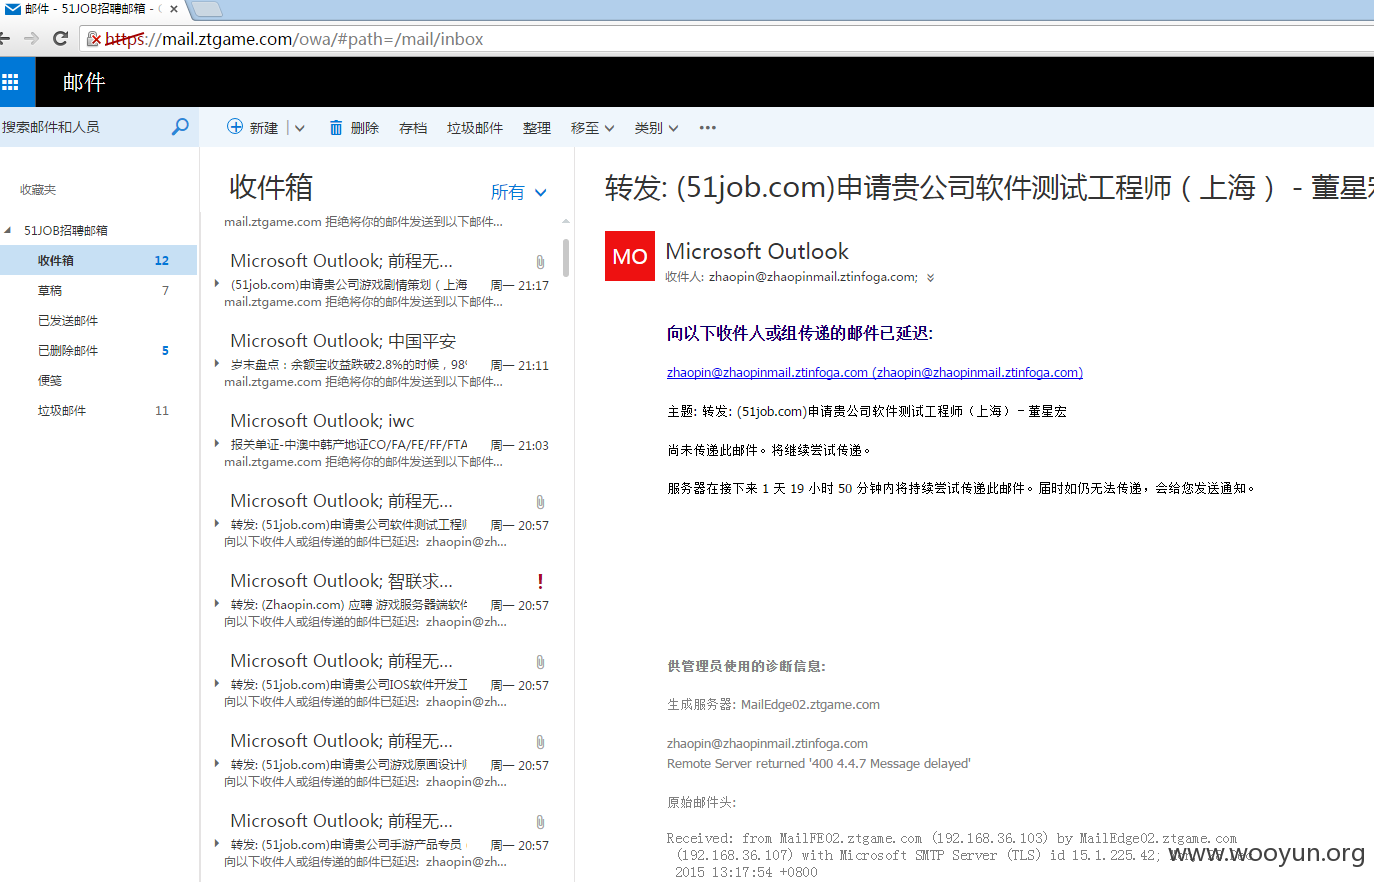 邮件 - 51JOB招聘邮箱 -
https://mail.ztgame.com/owa/#path=/mail/inbox
邮件
搜索邮件和人员
新建
删除
存档
垃圾邮件
整理
移至
类别
收藏夹
51JOB招聘邮箱
收件箱 12
草稿 7
已发送邮件
已删除邮件 5
便笺
垃圾邮件 11
收件箱
所有
mail.ztgame.com 拒绝将你的邮件发送到以下邮件...
Microsoft Outlook; 前程无...
(51job.com)申请贵公司游戏剧情策划（上海 周一 21:17
mail.ztgame.com 拒绝将你的邮件发送到以下邮件...
Microsoft Outlook; 中国平安
岁末盘点：余额宝收益跌破2.8%的时候，98% 周一 21:11
mail.ztgame.com 拒绝将你的邮件发送到以下邮件...
Microsoft Outlook; iwc
报关单证-中澳中韩产地证CO/FA/FE/FF/FTA 周一 21:03
mail.ztgame.com 拒绝将你的邮件发送到以下邮件...
Microsoft Outlook; 前程无...
转发: (51job.com)申请贵公司软件测试工程师 周一 20:57
向以下收件人或组传递的邮件已延迟: zhaopin@zh...
Microsoft Outlook; 智联求... !
转发: (Zhaopin.com) 应聘 游戏服务器端软件 周一 20:57
向以下收件人或组传递的邮件已延迟: zhaopin@zh...
Microsoft Outlook; 前程无...
转发: (51job.com)申请贵公司IOS软件开发工 周一 20:57
向以下收件人或组传递的邮件已延迟: zhaopin@zh...
Microsoft Outlook; 前程无...
转发: (51job.com)申请贵公司游戏原画设计师 周一 20:57
向以下收件人或组传递的邮件已延迟: zhaopin@zh...
Microsoft Outlook; 前程无...
转发: (51job.com)申请贵公司手游产品专员 周一 20:57
向以下收件人或组传递的邮件已延迟: zhaopin@zh...
转发: (51job.com)申请贵公司软件测试工程师（上海） - 董星宏
MO
Microsoft Outlook
收件人: zhaopin@zhaopinmail.ztinfoga.com;
向以下收件人或组传递的邮件已延迟:
zhaopin@zhaopinmail.ztinfoga.com (zhaopin@zhaopinmail.ztinfoga.com)
主题: 转发: (51job.com)申请贵公司软件测试工程师（上海）- 董星宏
尚未传递此邮件。将继续尝试传递。
服务器在接下来 1 天 19 小时 50 分钟内将持续尝试传递此邮件。届时如仍无法传递，会给您发送通知。
供管理员使用的诊断信息:
生成服务器: MailEdge02.ztgame.com
zhaopin@zhaopinmail.ztinfoga.com
Remote Server returned '400 4.4.7 Message delayed'
原始邮件头:
Received: from MailFE02.ztgame.com (192.168.36.103) by MailEdge02.ztgame.com
(192.168.36.107) with Microsoft SMTP Server (TLS) id 15.1.225.42;
2015 13:17:54 +0800
www.wooyun.org